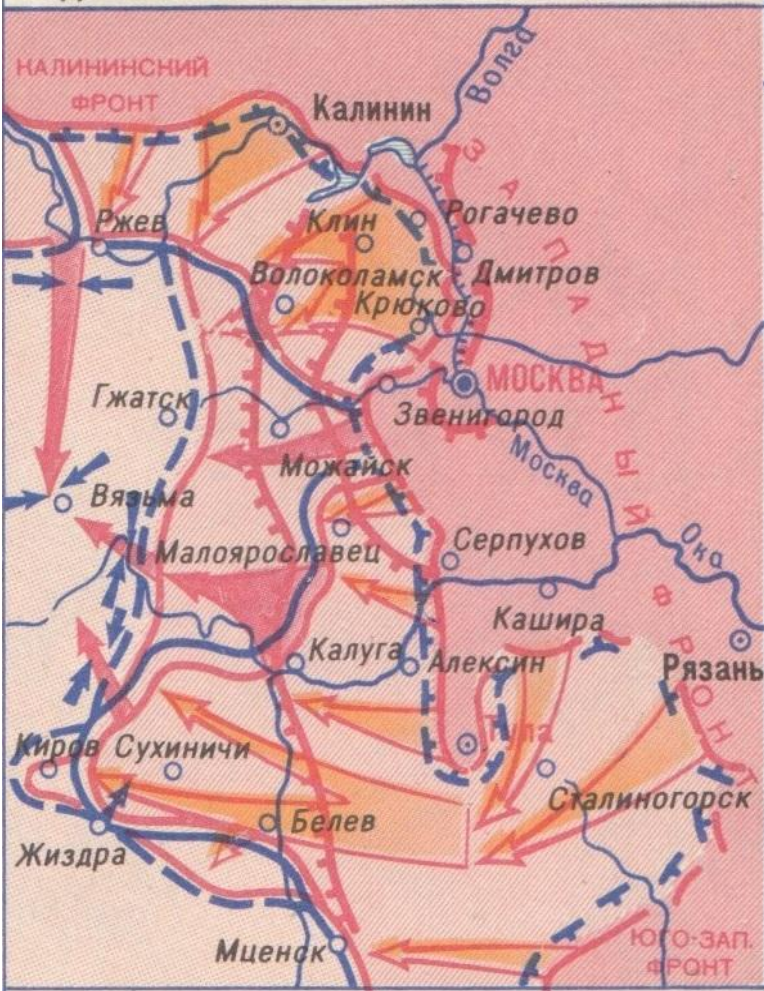 КАЛИНИНСКИЙ
ФРОНТ
Калинин
Волга
ЗАПАДНЫЙ ФРОНТ
Ржев
Клин
Рогачево
Волоколамск
Дмитров
Крюково
МОСКВА
Гжатск
Звенигород
Можайск
Москва
Вязьма
Малоярославец
Серпухов
Ока
Кашира
Калуга
Алексин
Рязань
Тула
Киров
Сухиничи
Сталиногорск
Белев
Жиздра
Мценск
ЮГО-ЗАП.
ФРОНТ